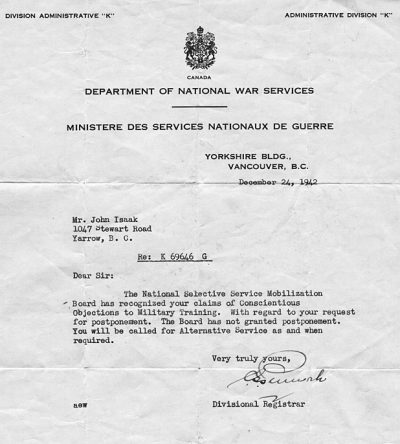 DIVISION ADMINISTRATIVE "K" ADMINISTRATIVE DIVISION "K"
CANADA
DEPARTMENT OF NATIONAL WAR SERVICES
MINISTERE DES SERVICES NATIONAUX DE GUERRE
YORKSHIRE BLDG.,
VANCOUVER, B.C.
December 24, 1942
Mr. John Isaak
1047 Stewart Road
Yarrow, B. C.
Re: K 69646 G
Dear Sir:
The National Selective Service Mobilization
Board has recognized your claims of Conscientious
Objections to Military Training. With regard to your request
for postponement. The Board has not granted postponement.
You will be called for Alternative Service as and when
required.
Very truly yours,
Divisional Registrar
aew